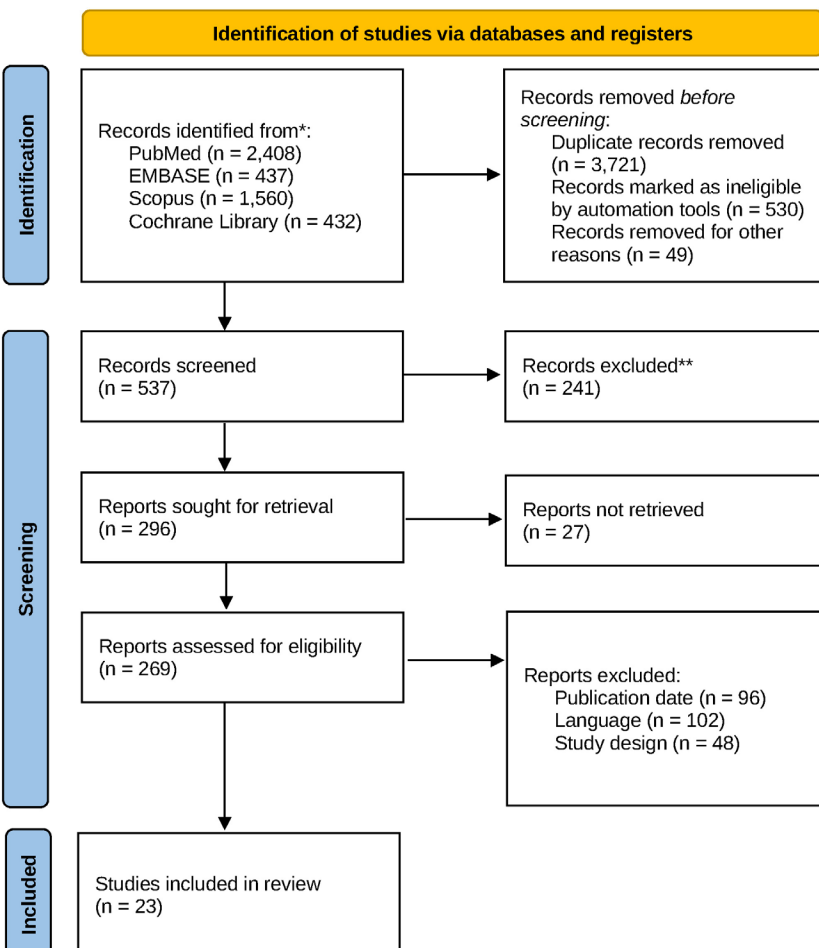 Identification of studies via databases and registers
Identification
Records identified from*:
PubMed (n = 2,408)
EMBASE (n = 437)
Scopus (n = 1,560)
Cochrane Library (n = 432)
Records removed before
screening:
Duplicate records removed
(n = 3,721)
Records marked as ineligible
by automation tools (n = 530)
Records removed for other
reasons (n = 49)
Screening
Records screened
(n = 537)
Records excluded**
(n = 241)
Reports sought for retrieval
(n = 296)
Reports not retrieved
(n = 27)
Reports assessed for eligibility
(n = 269)
Reports excluded:
Publication date (n = 96)
Language (n = 102)
Study design (n = 48)
Included
Studies included in review
(n = 23)